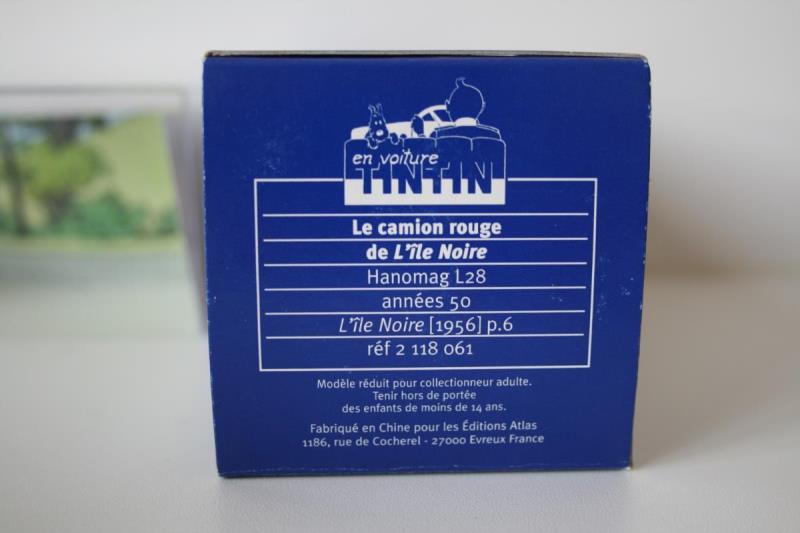 en voiture
TINTIN
Le camion rouge
de L'île Noire
Hanomag L28
années 50
L'île Noire [1956] p.6
réf 2 118 061
Modèle réduit pour collectionneur adulte.
Tenir hors de portée
des enfants de moins de 14 ans.
Fabriqué en Chine pour les Éditions Atlas
1186, rue de Cocherel - 27000 Evreux France